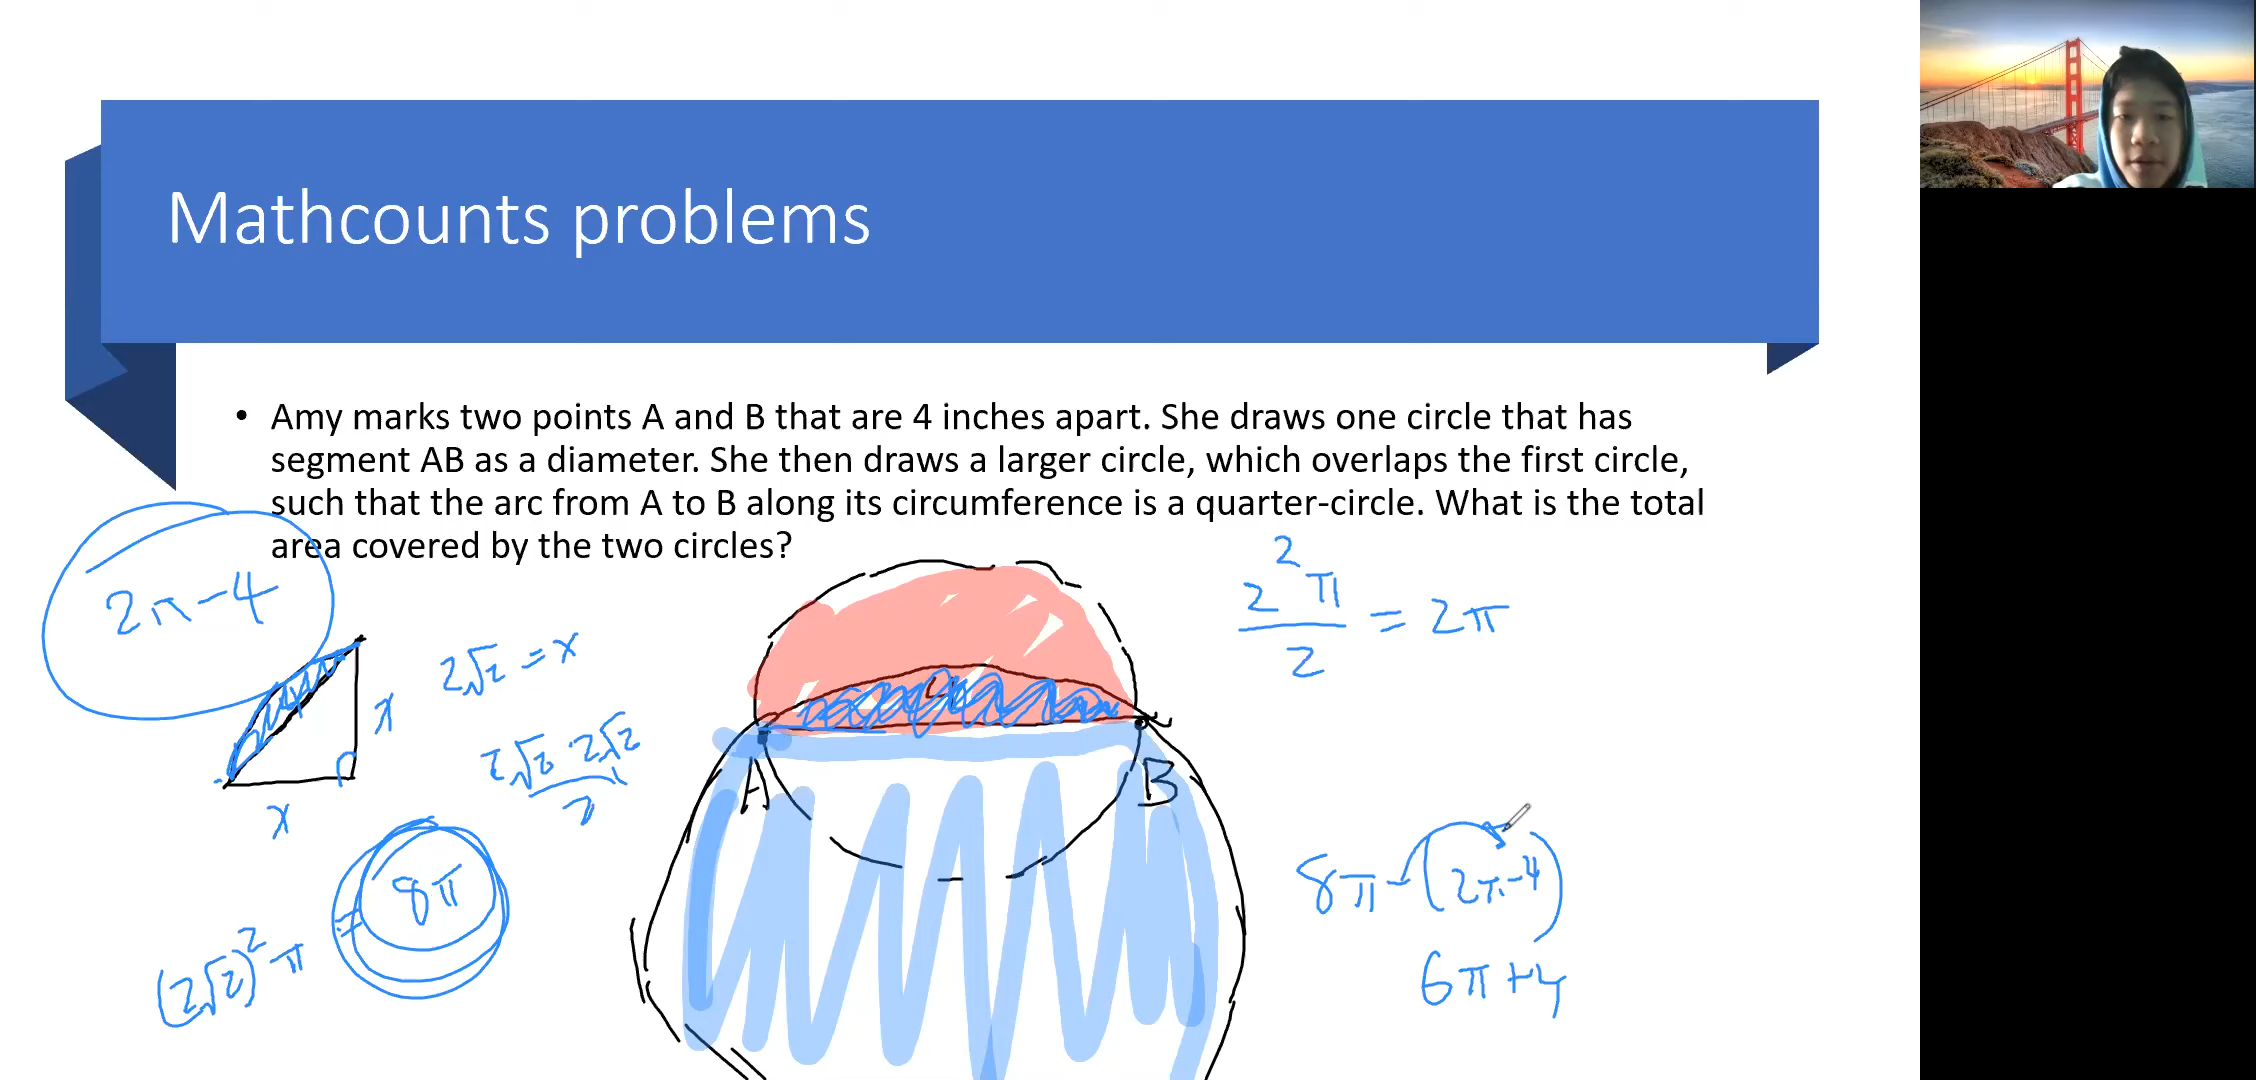 Mathcounts problems
• Amy marks two points A and B that are 4 inches apart. She draws one circle that has
segment AB as a diameter. She then draws a larger circle, which overlaps the first circle,
such that the arc from A to B along its circumference is a quarter-circle. What is the total
area covered by the two circles?
2π-4
2√2 = x
x
x
2√2·2√2/2
(2√2)²π = 8π
A
B
2²π/2 = 2π
8π-(2π-4)
6π+4